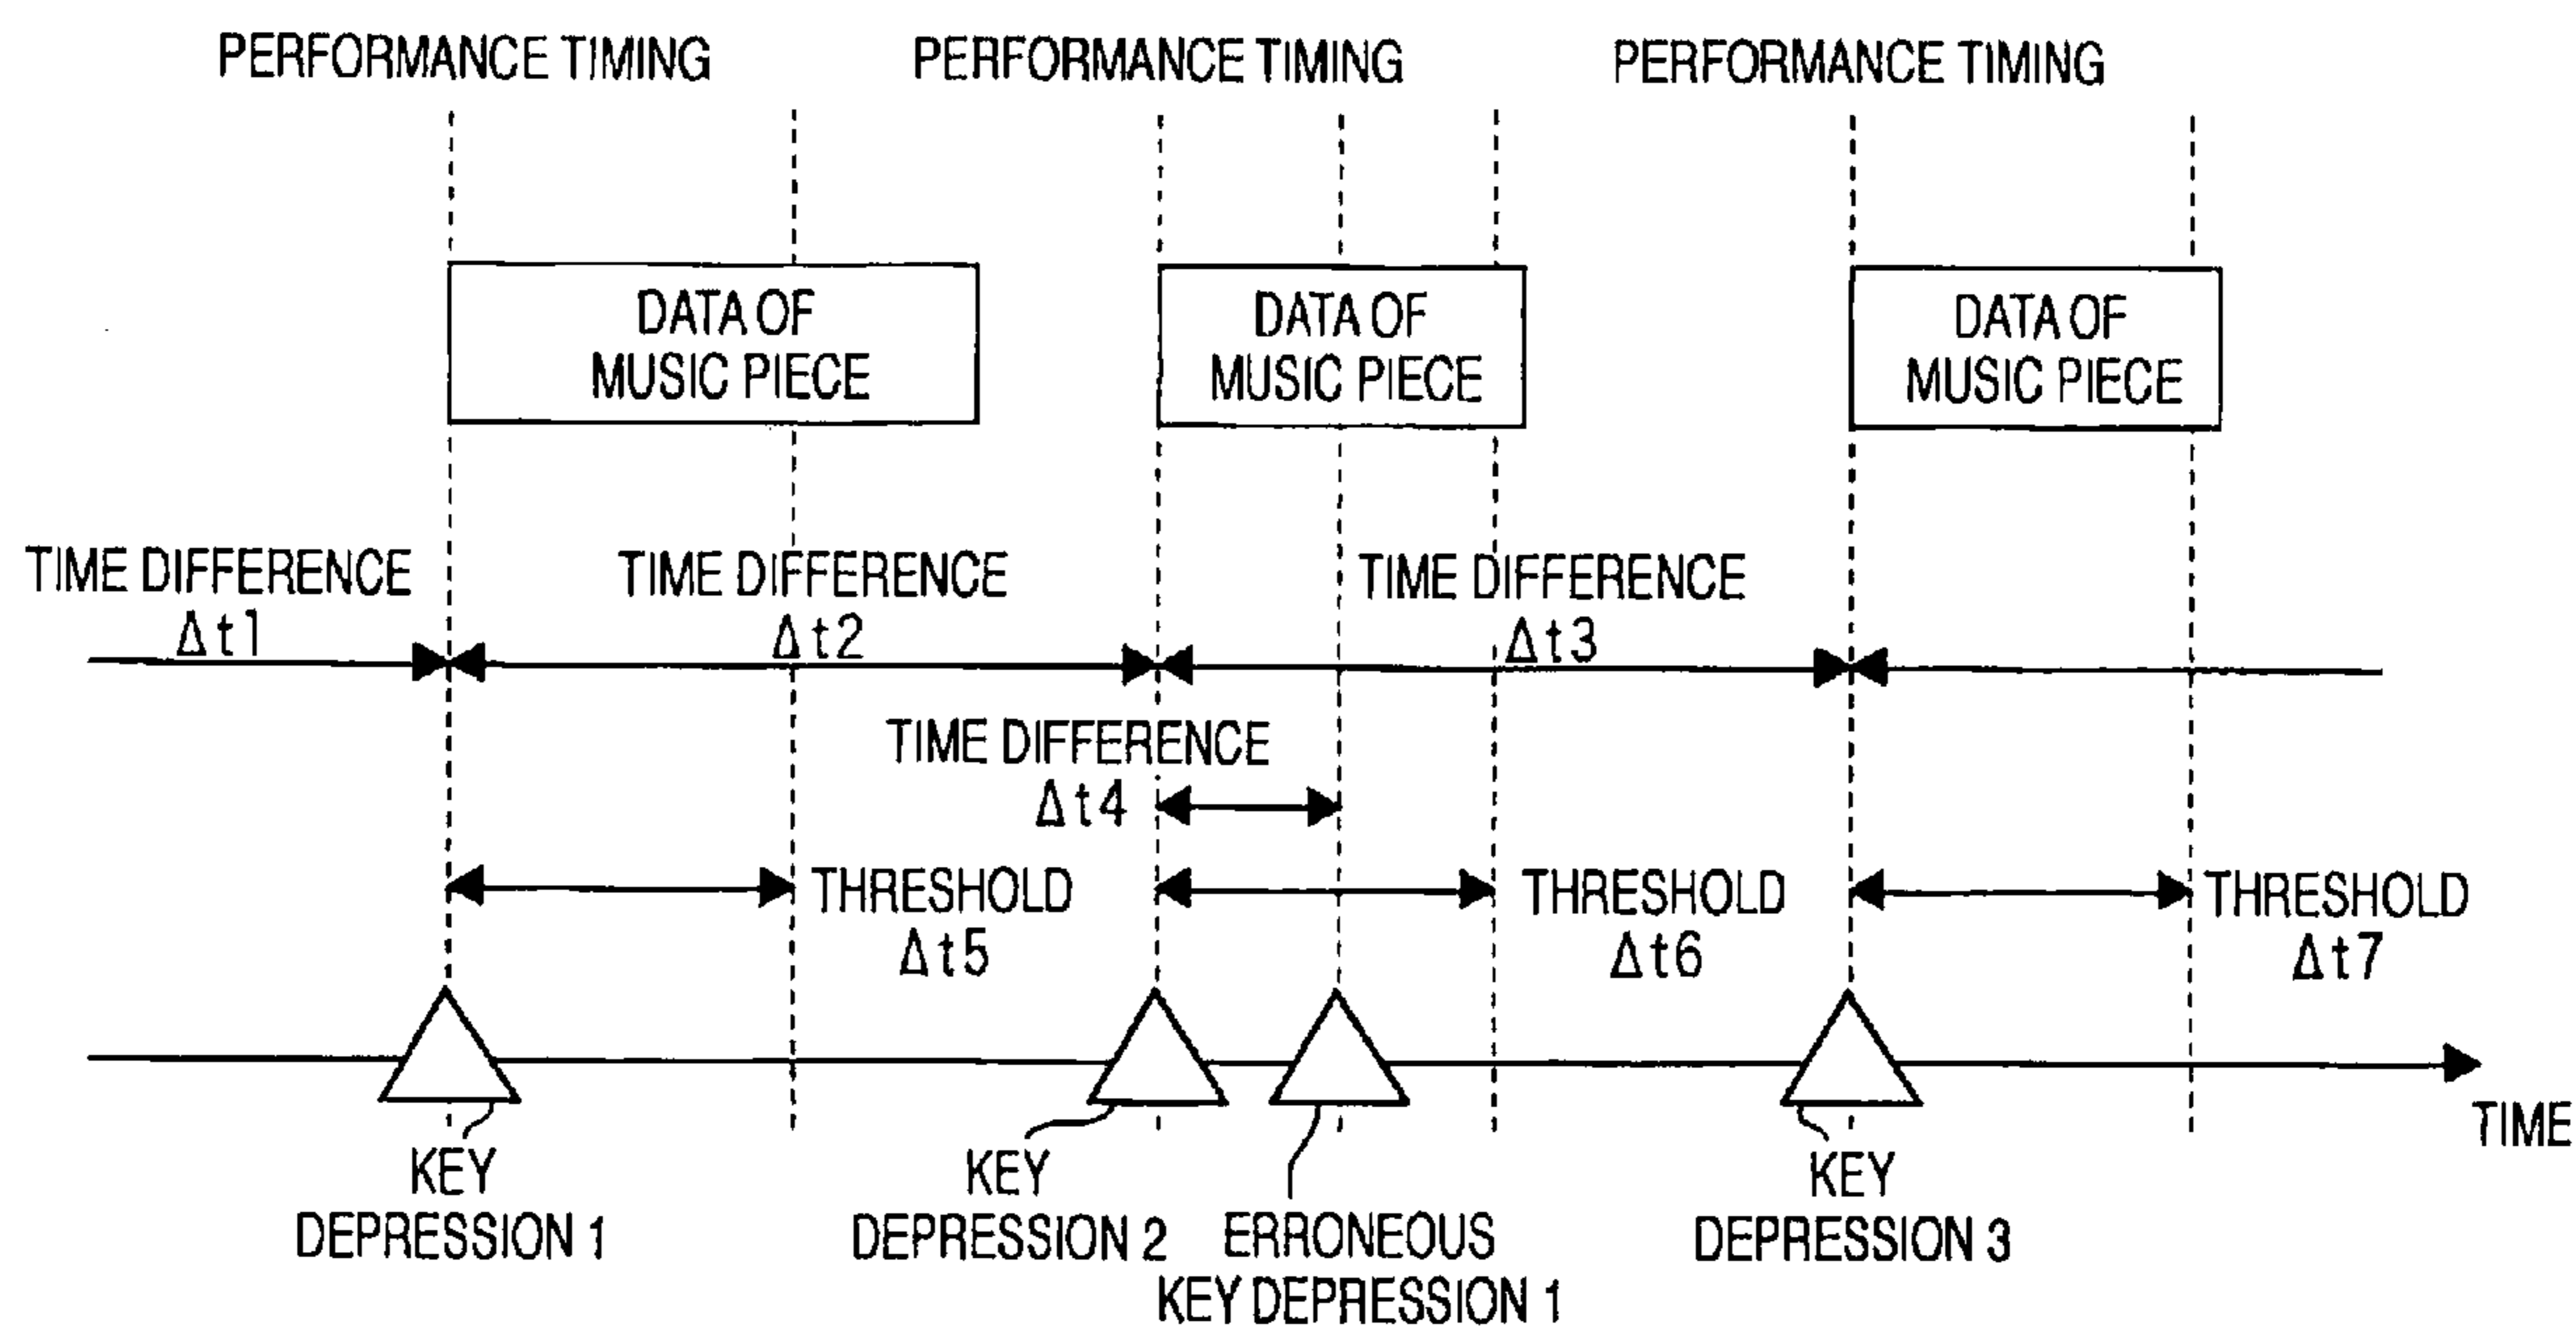 PERFORMANCE TIMING
PERFORMANCE TIMING
PERFORMANCE TIMING
DATA OF
MUSIC PIECE
DATA OF
MUSIC PIECE
DATA OF
MUSIC PIECE
TIME DIFFERENCE
Δt1
TIME DIFFERENCE
Δt2
TIME DIFFERENCE
Δt3
TIME DIFFERENCE
Δt4
THRESHOLD
Δt5
THRESHOLD
Δt6
THRESHOLD
Δt7
TIME
KEY
DEPRESSION 1
KEY
DEPRESSION 2
ERRONEOUS
KEY DEPRESSION 1
KEY
DEPRESSION 3